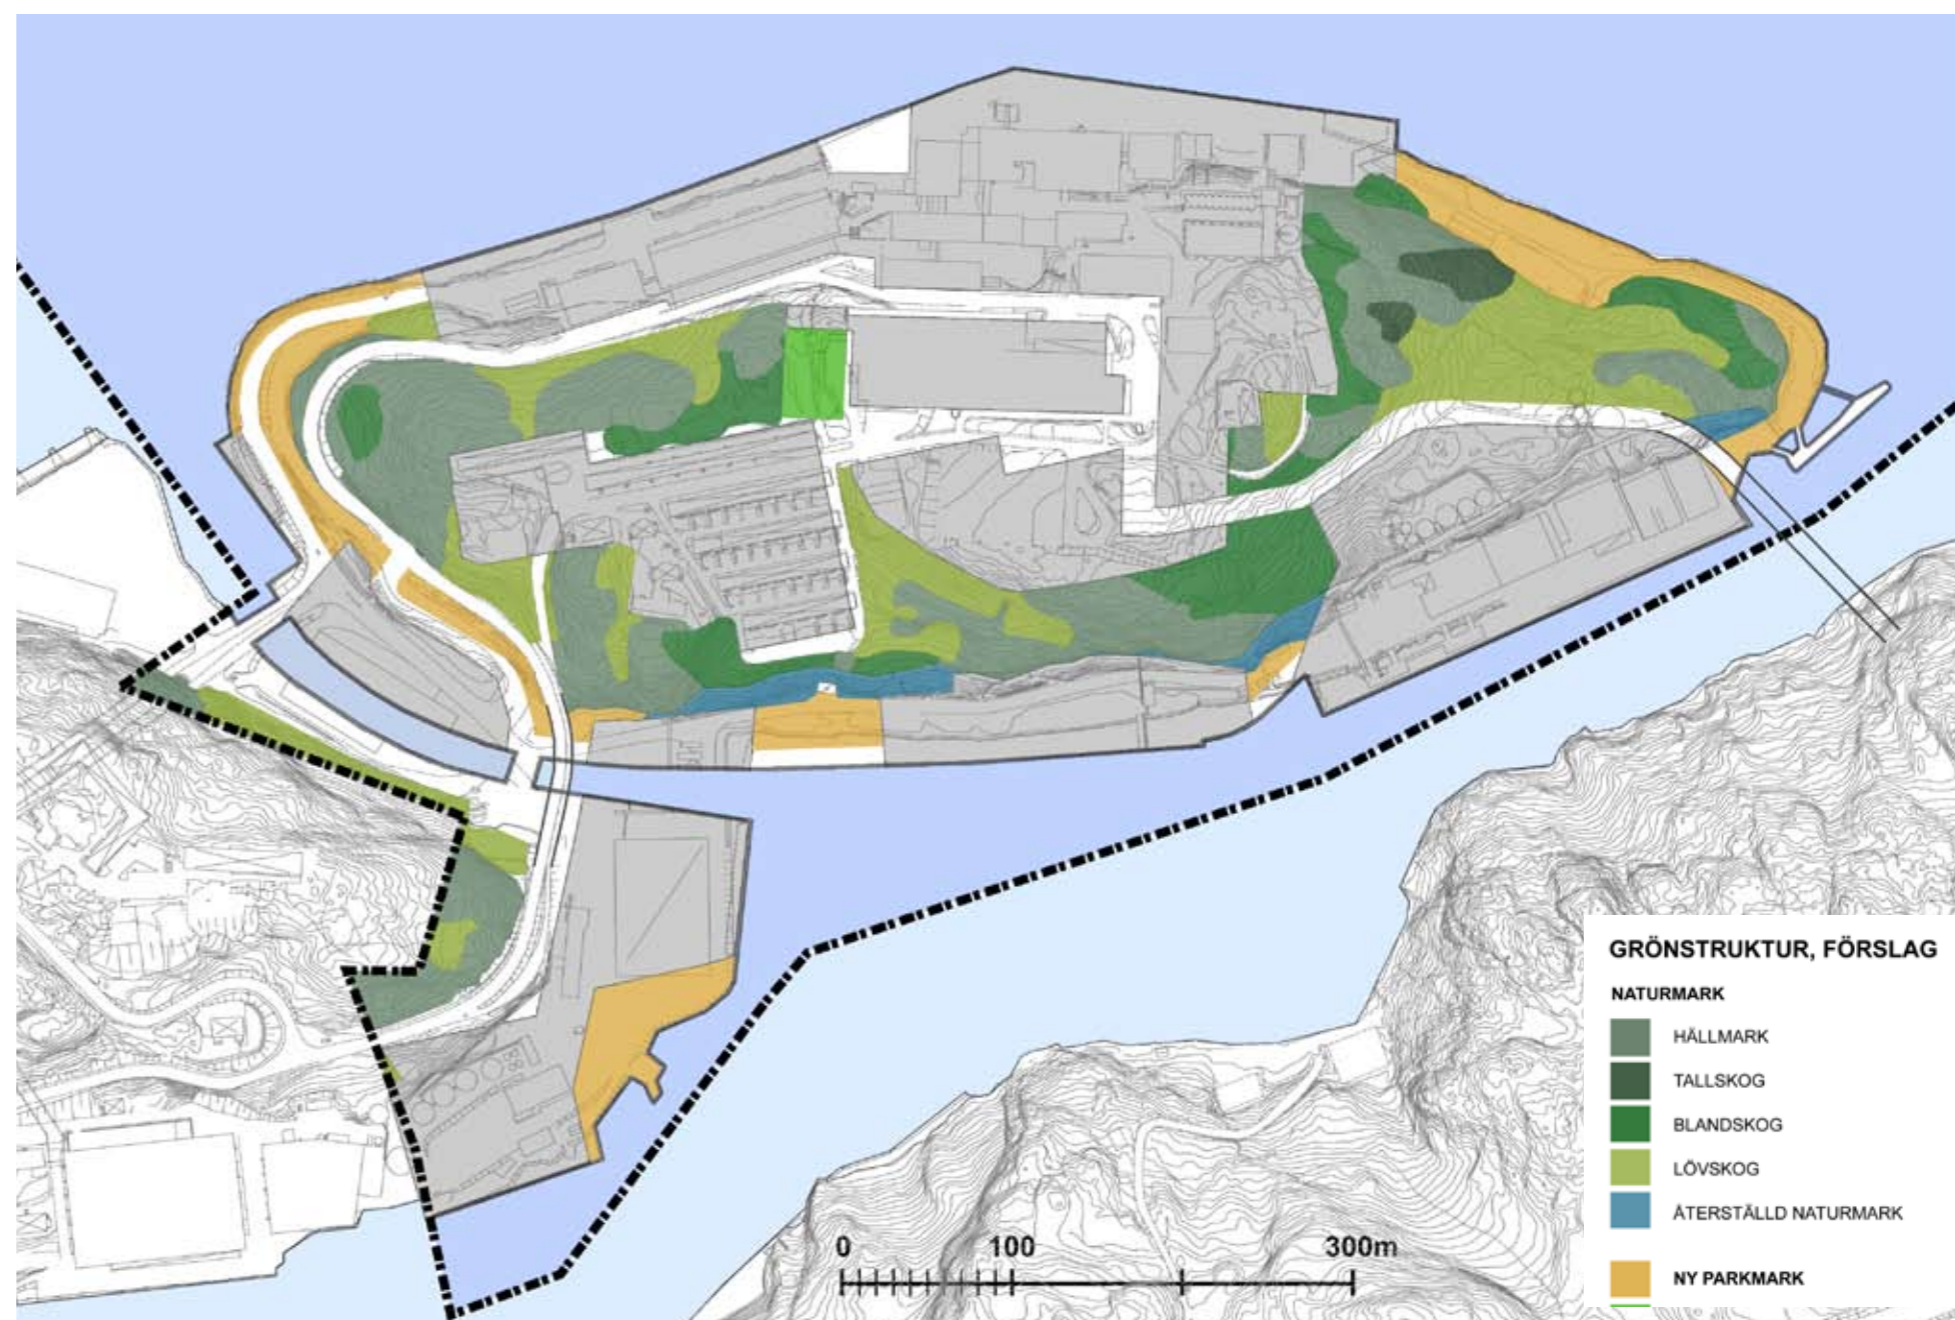 GRÖNSTRUKTUR, FÖRSLAG
NATURMARK
HÄLLMARK
TALLSKOG
BLANDSKOG
LÖVSKOG
ÅTERSTÄLLD NATURMARK
NY PARKMARK
0 100 300m